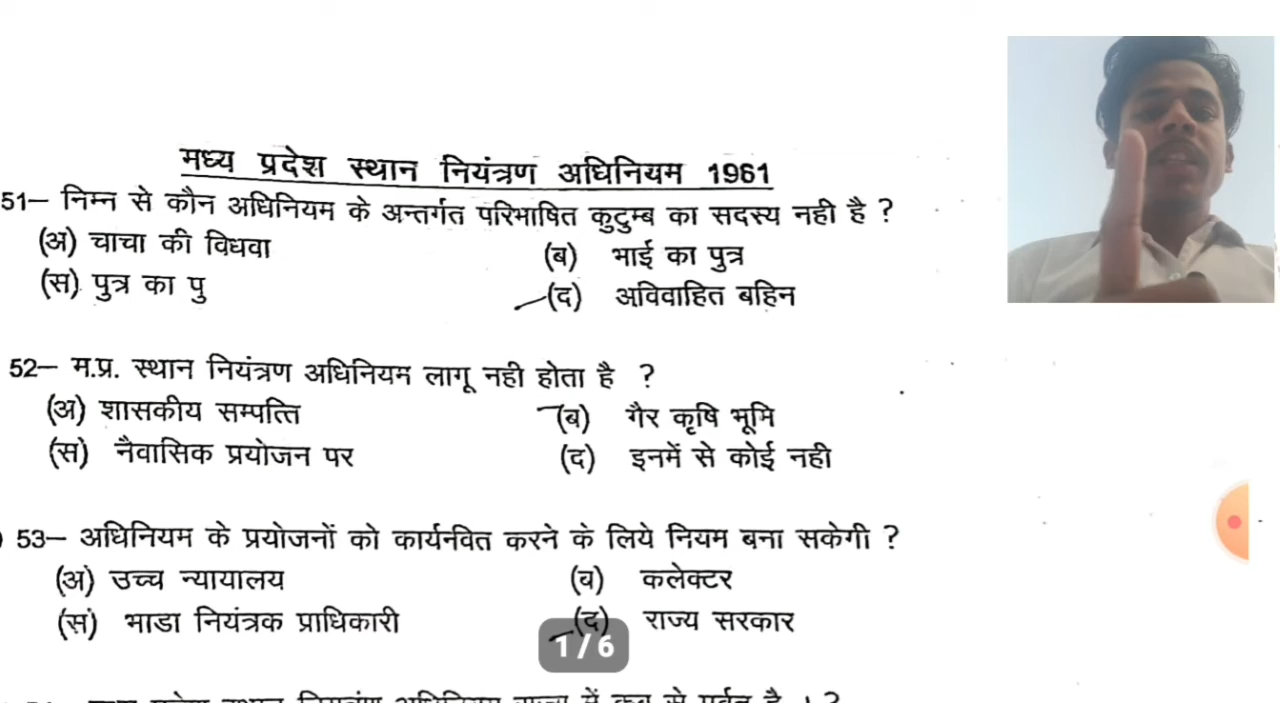 मध्य प्रदेश स्थान नियंत्रण अधिनियम 1961
51– निम्न से कौन अधिनियम के अन्तर्गत परिभाषित कुटुम्ब का सदस्य नही है ?
(अ) चाचा की विधवा (ब) भाई का पुत्र
(स) पुत्र का पु (द) अविवाहित बहिन
52– म.प्र. स्थान नियंत्रण अधिनियम लागू नही होता है ?
(अ) शासकीय सम्पत्ति (ब) गैर कृषि भूमि
(स) नैवासिक प्रयोजन पर (द) इनमें से कोई नही
53– अधिनियम के प्रयोजनों को कार्यनवित करने के लिये नियम बना सकेगी ?
(अ) उच्च न्यायालय (ब) कलेक्टर
(स) भाडा नियंत्रक प्राधिकारी (द) राज्य सरकार
1/6